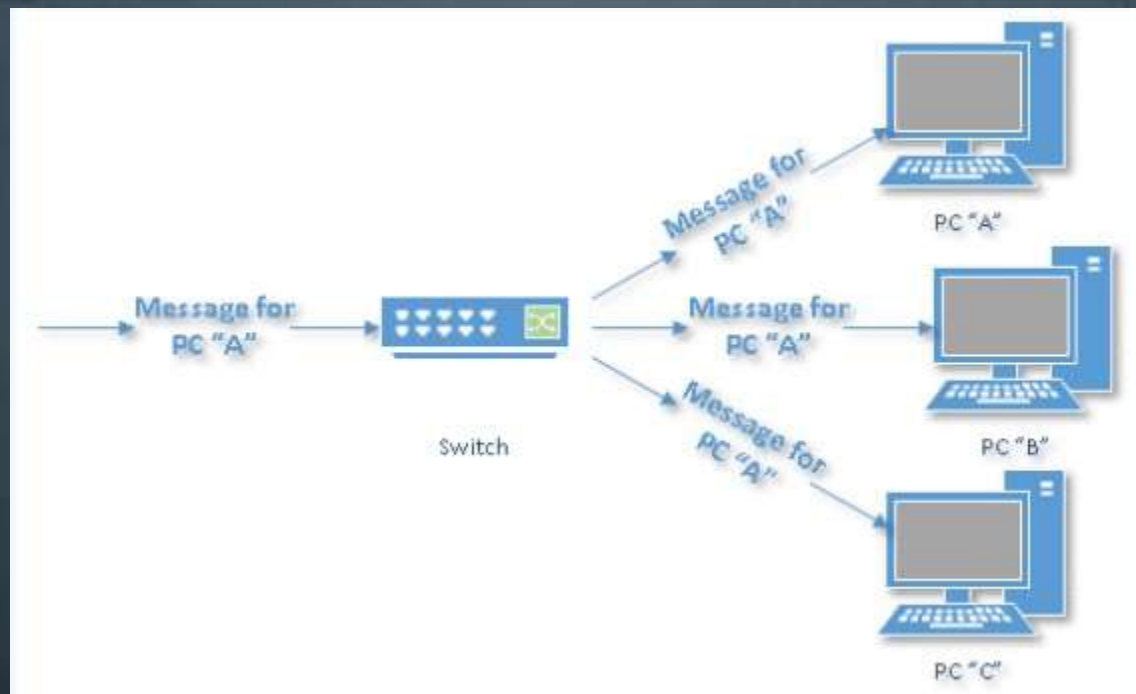 Message for
PC "A"
PC "A"
Message for
PC "A"
Switch
Message for
PC "A"
PC "B"
Message for
PC "A"
PC "C"